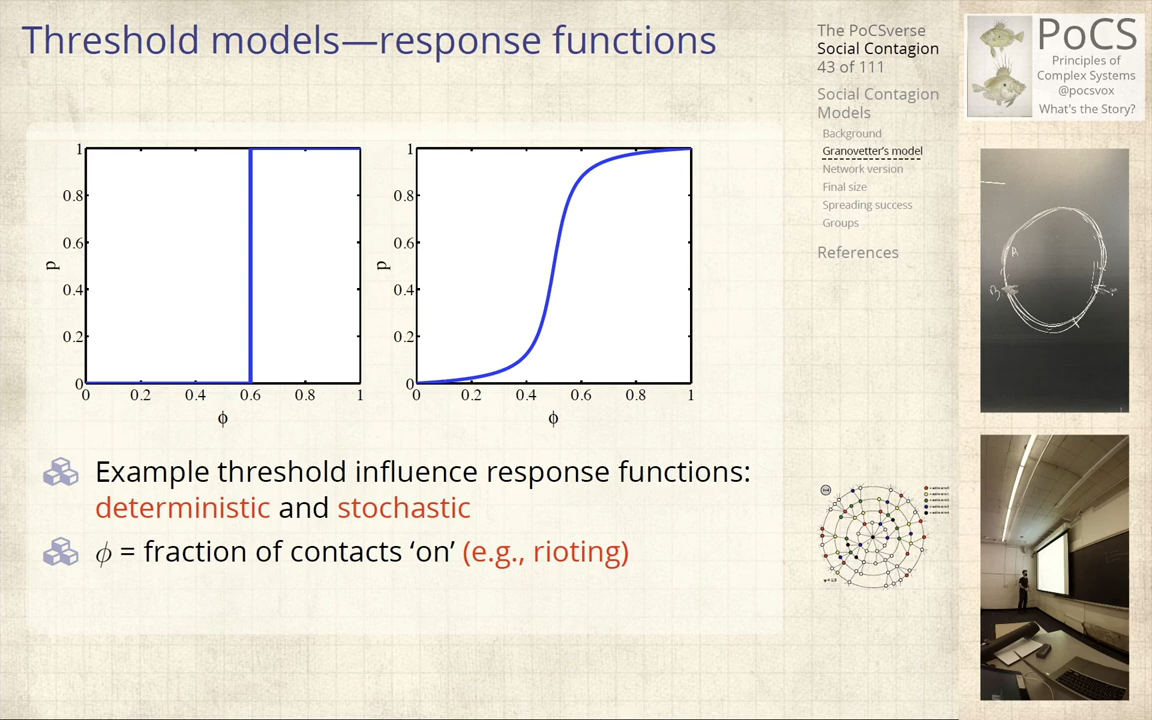 Threshold models—response functions
1
0.8
0.6
0.4
0.2
0
p
0 0.2 0.4 0.6 0.8 1
ϕ
1
0.8
0.6
0.4
0.2
0
p
0 0.2 0.4 0.6 0.8 1
ϕ
Example threshold influence response functions:
deterministic and stochastic
ϕ = fraction of contacts ‘on’ (e.g., rioting)
The PoCSverse
Social Contagion
43 of 111
Social Contagion
Models
Background
Granovetter's model
Network version
Final size
Spreading success
Groups
References
PoCS
Principles of
Complex Systems
@pocsvox
What's the Story?
A
B